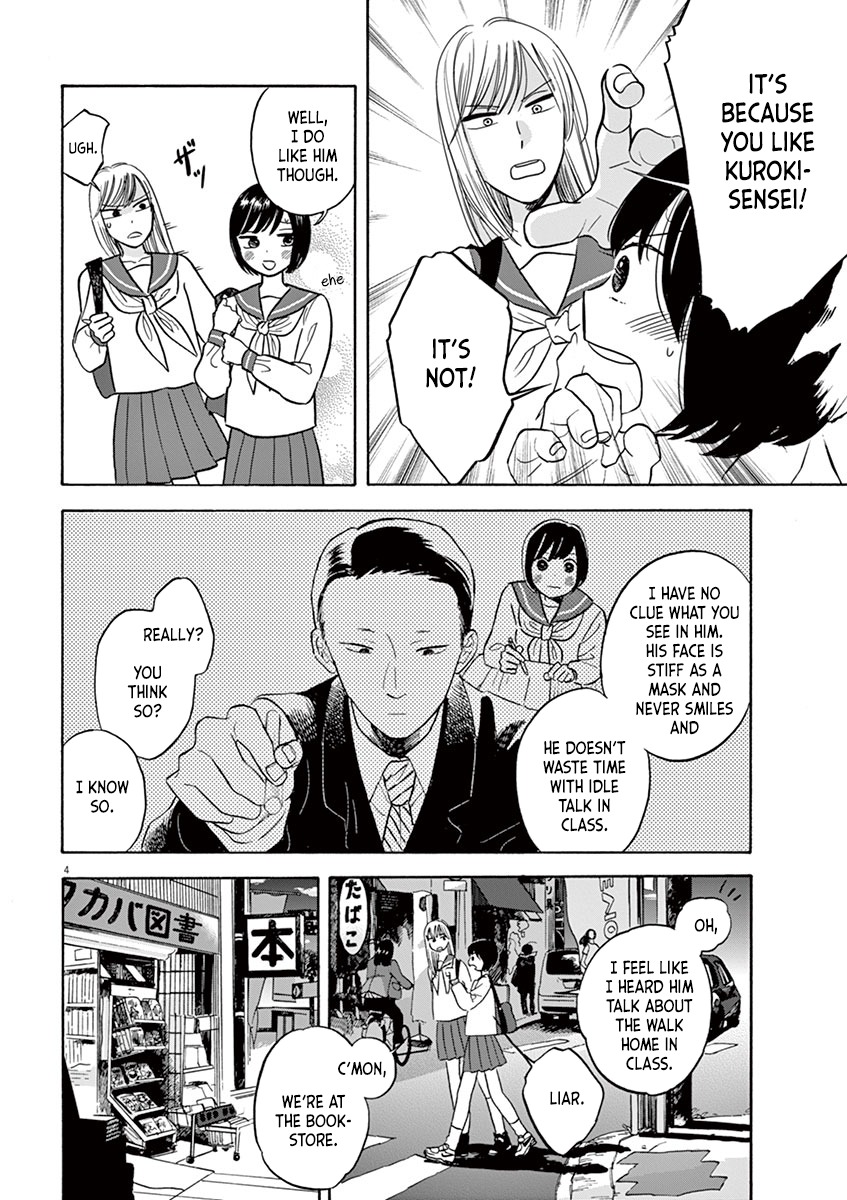 IT'S
BECAUSE
YOU LIKE
KUROKI-
SENSEI!
IT'S
NOT!
WELL,
I DO
LIKE HIM
THOUGH.
ehe
ザッ
UGH.
I HAVE NO
CLUE WHAT YOU
SEE IN HIM.
HIS FACE IS
STIFF AS A
MASK AND
NEVER SMILES
AND
HE DOESN'T
WASTE TIME
WITH IDLE
TALK IN
CLASS.
REALLY?
YOU
THINK
SO?
I KNOW
SO.
4
OH,
I FEEL LIKE
I HEARD HIM
TALK ABOUT
THE WALK
HOME IN
CLASS.
LIAR.
C'MON,
WE'RE AT
THE BOOK-
STORE.
たばこ
本
カバ図書